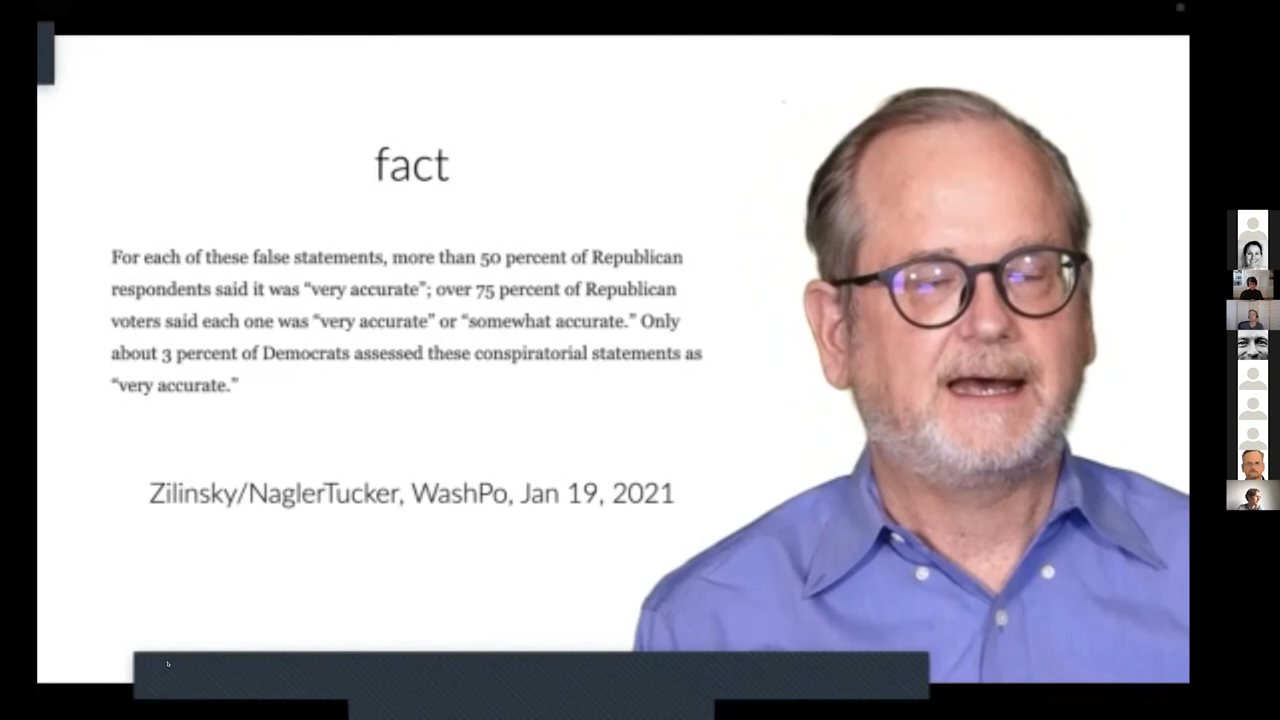 fact
For each of these false statements, more than 50 percent of Republican
respondents said it was “very accurate”; over 75 percent of Republican
voters said each one was “very accurate” or “somewhat accurate.” Only
about 3 percent of Democrats assessed these conspiratorial statements as
“very accurate.”
Zilinsky/NaglerTucker, WashPo, Jan 19, 2021